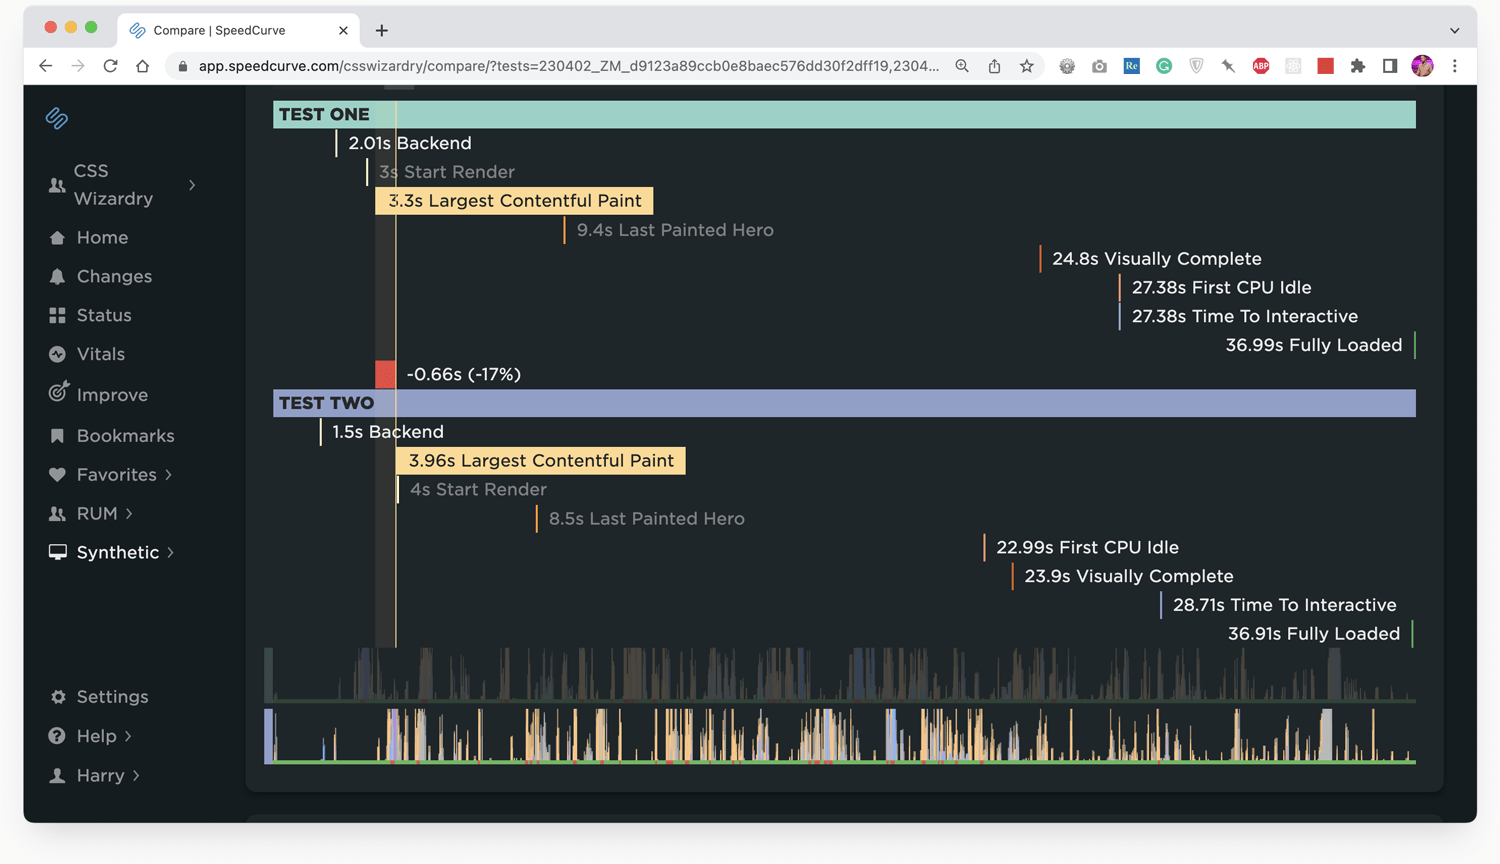 Compare | SpeedCurve
app.speedcurve.com/csswizardry/compare/?tests=230402_ZM_d9123a89ccb0e8baec576dd30f2dff19,2304...
Re
ABP
CSS
Wizardry
Home
Changes
Status
Vitals
Improve
Bookmarks
Favorites
RUM
Synthetic
Settings
Help
Harry
TEST ONE
2.01s Backend
3s Start Render
3.3s Largest Contentful Paint
9.4s Last Painted Hero
24.8s Visually Complete
27.38s First CPU Idle
27.38s Time To Interactive
36.99s Fully Loaded
-0.66s (-17%)
TEST TWO
1.5s Backend
3.96s Largest Contentful Paint
4s Start Render
8.5s Last Painted Hero
22.99s First CPU Idle
23.9s Visually Complete
28.71s Time To Interactive
36.91s Fully Loaded